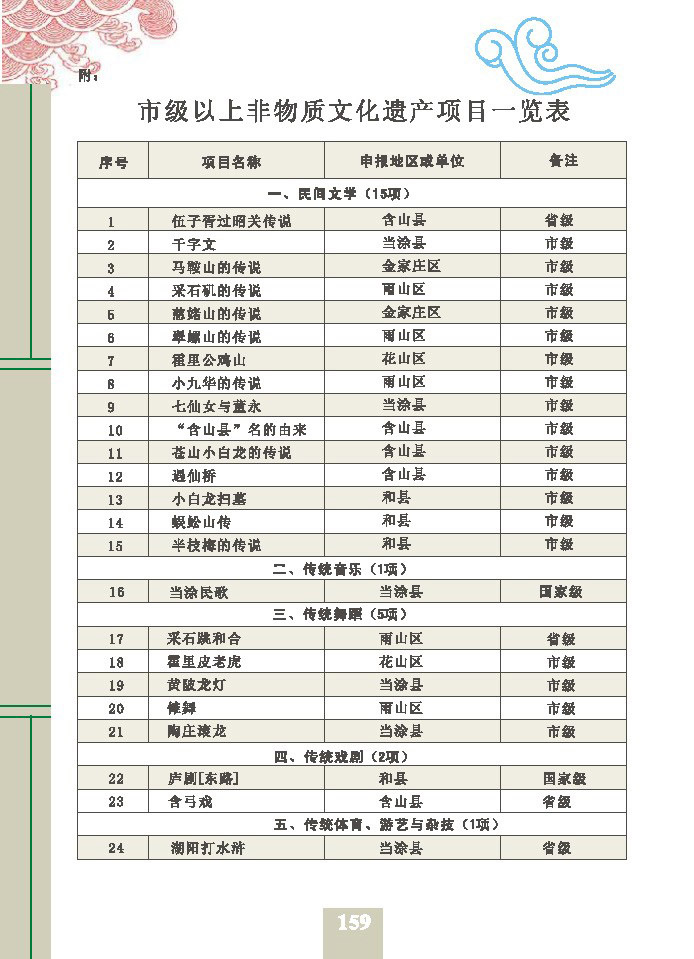 附：
市级以上非物质文化遗产项目一览表
序号 项目名称 申报地区或单位 备注
一、民间文学（15项）
1 伍子胥过昭关传说 含山县 省级
2 千字文 当涂县 市级
3 马鞍山的传说 金家庄区 市级
4 采石矶的传说 雨山区 市级
5 慈姥山的传说 金家庄区 市级
6 翠螺山的传说 雨山区 市级
7 霍里公鸡山 花山区 市级
8 小九华的传说 雨山区 市级
9 七仙女与董永 当涂县 市级
10 “含山县”名的由来 含山县 市级
11 苍山小白龙的传说 含山县 市级
12 遇仙桥 含山县 市级
13 小白龙扫墓 和县 市级
14 蜈蚣山传 和县 市级
15 半枝梅的传说 和县 市级
二、传统音乐（1项）
16 当涂民歌 当涂县 国家级
三、传统舞蹈（5项）
17 采石跳和合 雨山区 省级
18 霍里皮老虎 花山区 市级
19 黄陂龙灯 当涂县 市级
20 傩舞 雨山区 市级
21 陶庄滚龙 当涂县 市级
四、传统戏剧（2项）
22 庐剧[东路] 和县 国家级
23 含弓戏 含山县 省级
五、传统体育、游艺与杂技（1项）
24 湖阳打水浒 当涂县 省级
159